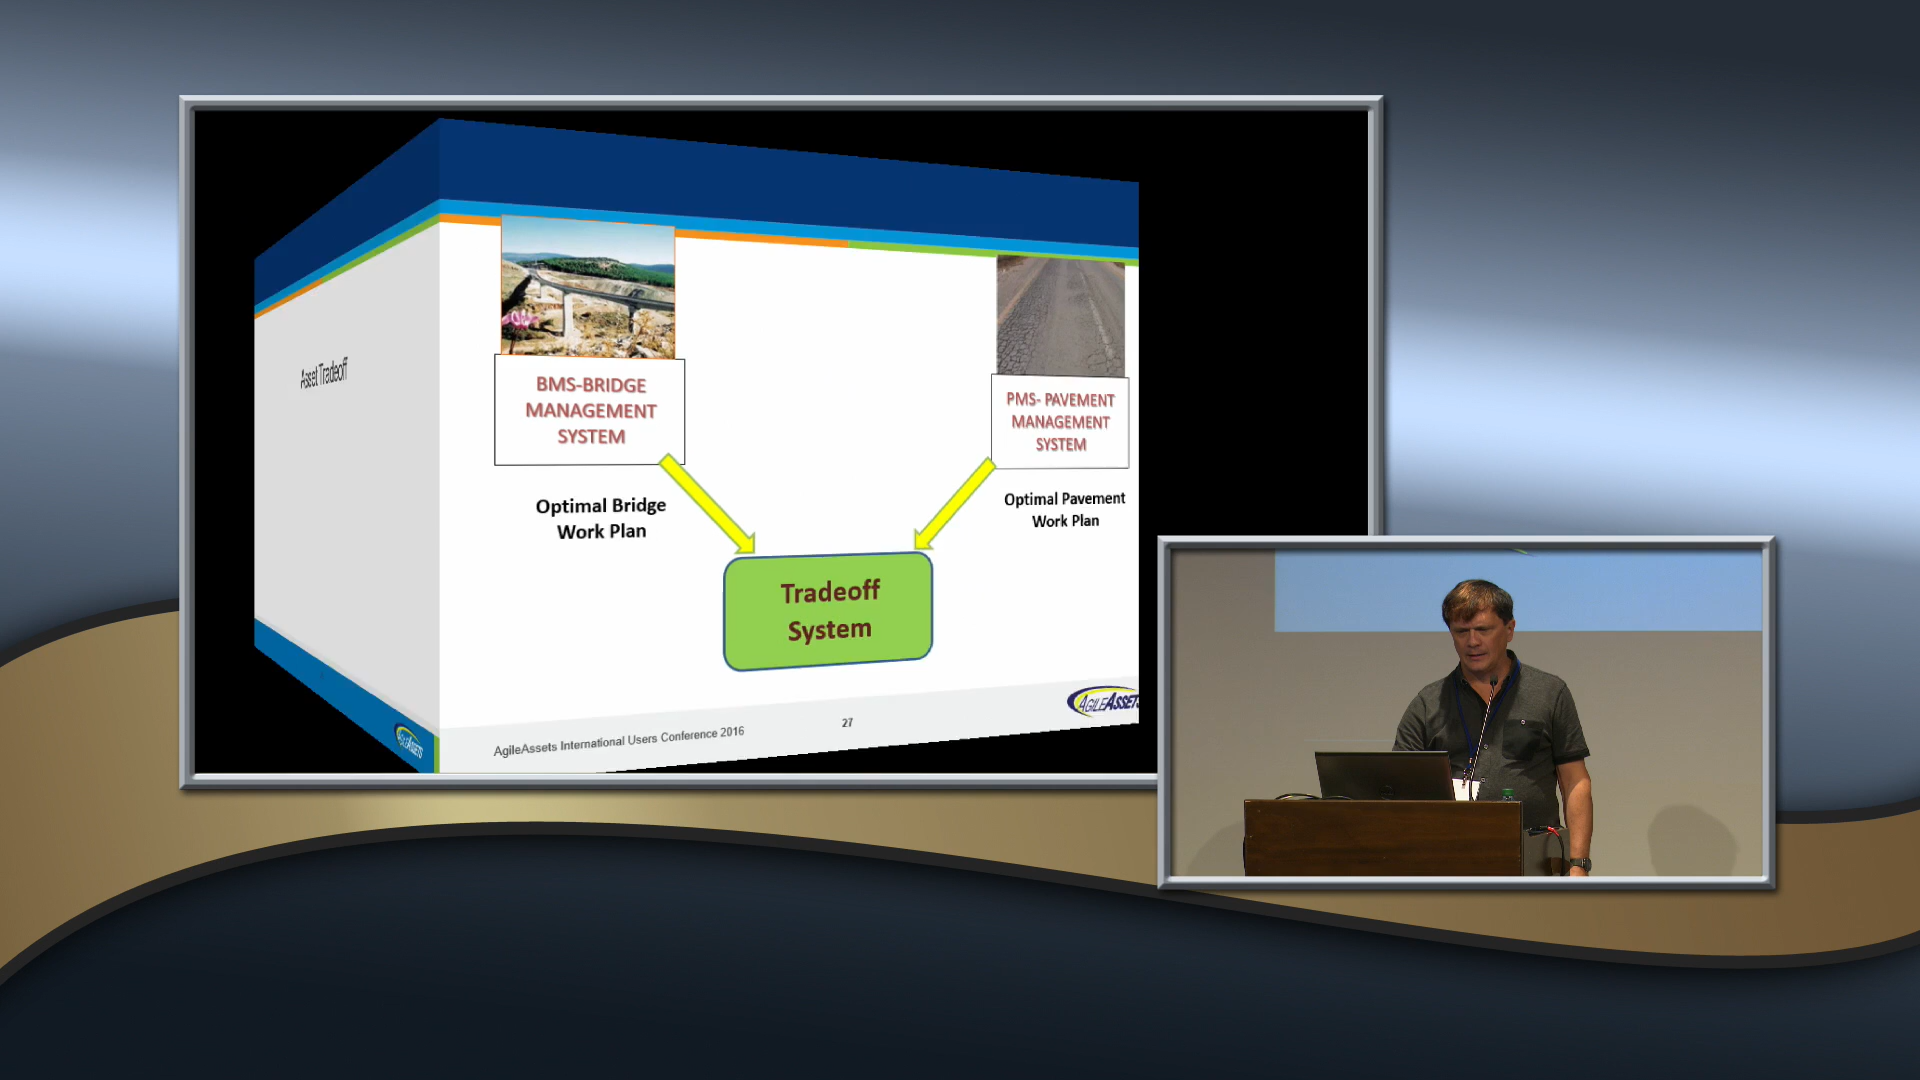 Asset Tradeoff
BMS-BRIDGE
MANAGEMENT
SYSTEM
PMS- PAVEMENT
MANAGEMENT
SYSTEM
Optimal Bridge
Work Plan
Optimal Pavement
Work Plan
Tradeoff
System
AgileAssets International Users Conference 2016
27
AGILEASSETS
AGILEASSETS